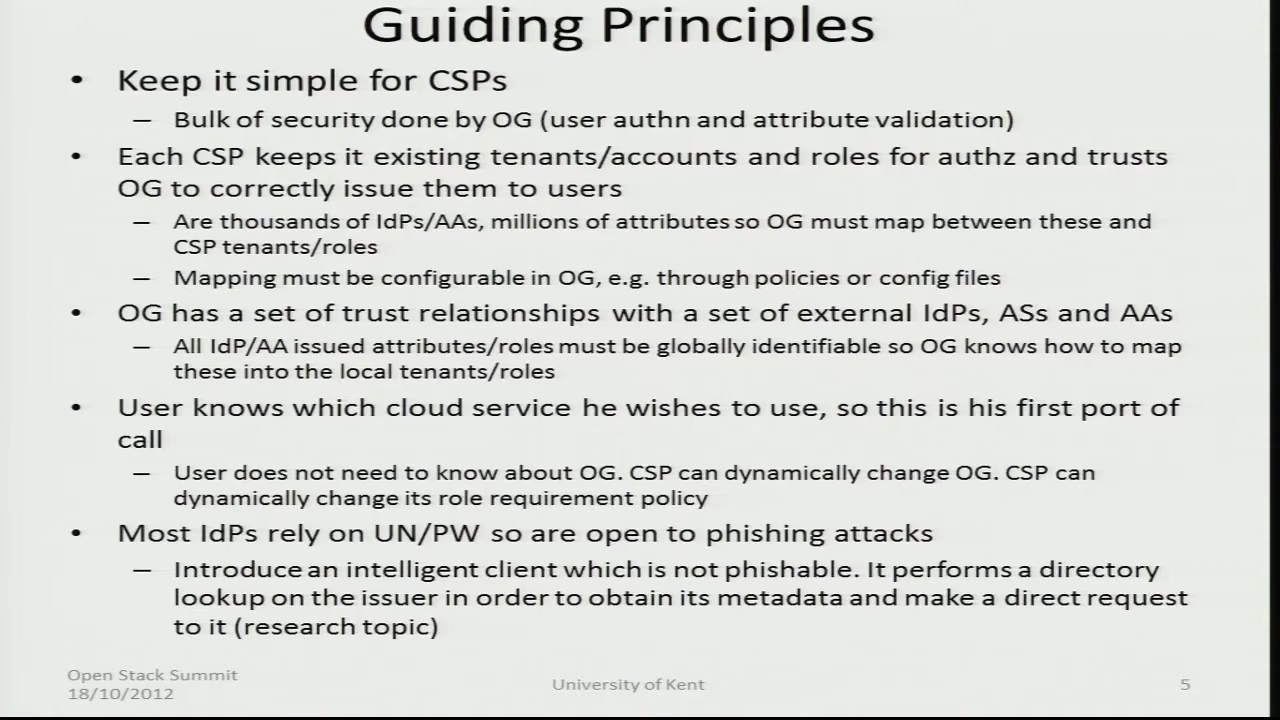 Guiding Principles
• Keep it simple for CSPs
– Bulk of security done by OG (user authn and attribute validation)
• Each CSP keeps it existing tenants/accounts and roles for authz and trusts
OG to correctly issue them to users
– Are thousands of IdPs/AAs, millions of attributes so OG must map between these and
CSP tenants/roles
– Mapping must be configurable in OG, e.g. through policies or config files
• OG has a set of trust relationships with a set of external IdPs, ASs and AAs
– All IdP/AA issued attributes/roles must be globally identifiable so OG knows how to map
these into the local tenants/roles
• User knows which cloud service he wishes to use, so this is his first port of
call
– User does not need to know about OG. CSP can dynamically change OG. CSP can
dynamically change its role requirement policy
• Most IdPs rely on UN/PW so are open to phishing attacks
– Introduce an intelligent client which is not phishable. It performs a directory
lookup on the issuer in order to obtain its metadata and make a direct request
to it (research topic)
Open Stack Summit
18/10/2012
University of Kent
5